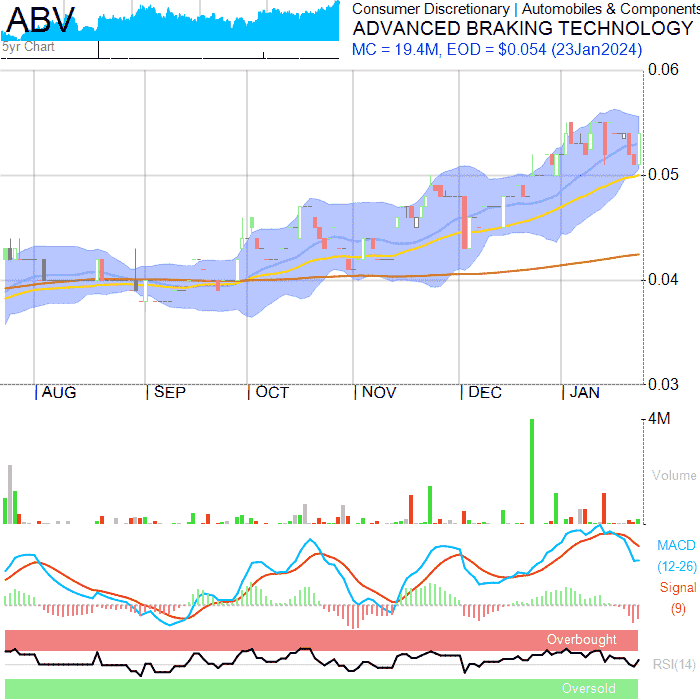 ABV
5yr Chart
Consumer Discretionary | Automobiles & Components
ADVANCED BRAKING TECHNOLOGY
MC = 19.4M, EOD = $0.054 (23Jan2024)
0.06
0.05
0.04
0.03
AUG SEP OCT NOV DEC JAN
4M
Volume
MACD
(12-26)
Signal
(9)
Overbought
RSI(14)
Oversold